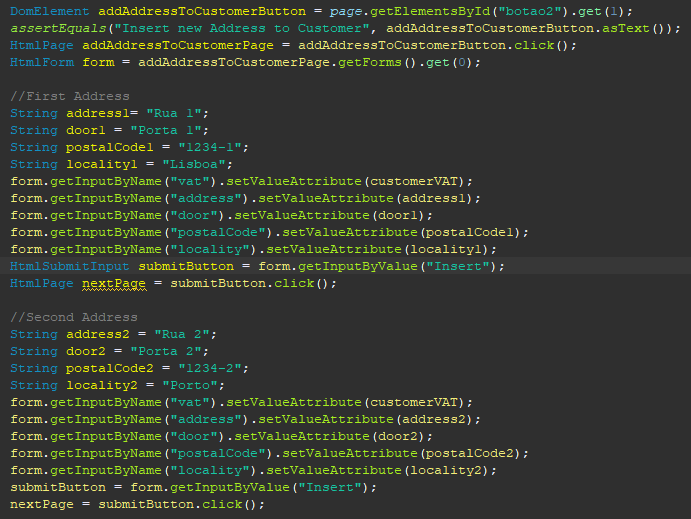 DomElement addAddressToCustomerButton = page.getElementsById("botao2").get(1);
assertEquals("Insert new Address to Customer", addAddressToCustomerButton.asText());
HtmlPage addAddressToCustomerPage = addAddressToCustomerButton.click();
HtmlForm form = addAddressToCustomerPage.getForms().get(0);

//First Address
String address1= "Rua 1";
String door1 = "Porta 1";
String postalCode1 = "1234-1";
String locality1 = "Lisboa";
form.getInputByName("vat").setValueAttribute(customerVAT);
form.getInputByName("address").setValueAttribute(address1);
form.getInputByName("door").setValueAttribute(door1);
form.getInputByName("postalCode").setValueAttribute(postalCode1);
form.getInputByName("locality").setValueAttribute(locality1);
HtmlSubmitInput submitButton = form.getInputByValue("Insert");
HtmlPage nextPage = submitButton.click();

//Second Address
String address2 = "Rua 2";
String door2 = "Porta 2";
String postalCode2 = "1234-2";
String locality2 = "Porto";
form.getInputByName("vat").setValueAttribute(customerVAT);
form.getInputByName("address").setValueAttribute(address2);
form.getInputByName("door").setValueAttribute(door2);
form.getInputByName("postalCode").setValueAttribute(postalCode2);
form.getInputByName("locality").setValueAttribute(locality2);
submitButton = form.getInputByValue("Insert");
nextPage = submitButton.click();